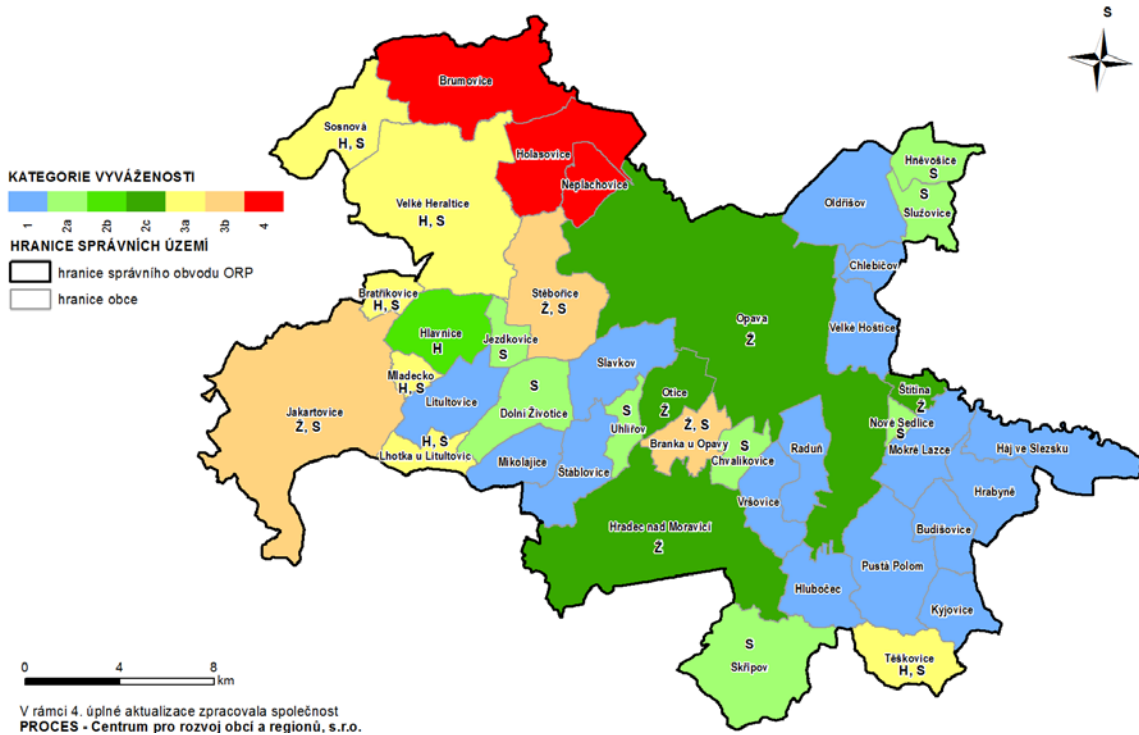 S
Brumovice
Sosnová
H, S
Holasovice
Neplachovice
Hněvošice
S
S
Služovice
Oldřišov
KATEGORIE VYVÁŽENOSTI
1 2a 2b 2c 3a 3b 4
HRANICE SPRÁVNÍCH ÚZEMÍ
hranice správního obvodu ORP
hranice obce
Velké Heraltice
H, S
Chlebičov
Bratříkovice
H, S
Stěbořice
Ž, S
Opava
Ž
Velké Hoštice
Hlavnice
H
Jezdkovice
S
Slavkov
Mladecko
H, S
Litultovice
S
Dolní Životice
Otice
Ž
Štítina
Ž
Jakartovice
Ž, S
S
Uhlířov
Ž, S
Branka u Opavy
S
Chvalíkovice
Raduň
Nové Sedlice
S
Mokré Lazce
Háj ve Slezsku
H, S
Lhotka u Litultovic
Mikolajice
Štáblovice
Vršovice
Hrabyně
Hradec nad Moravicí
Ž
Budišovice
Pustá Polom
Hlubočec
Kyjovice
S
Skřipov
Těškovice
H, S
0 4 8
km
V rámci 4. úplné aktualizace zpracovala společnost
PROCES - Centrum pro rozvoj obcí a regionů, s.r.o.